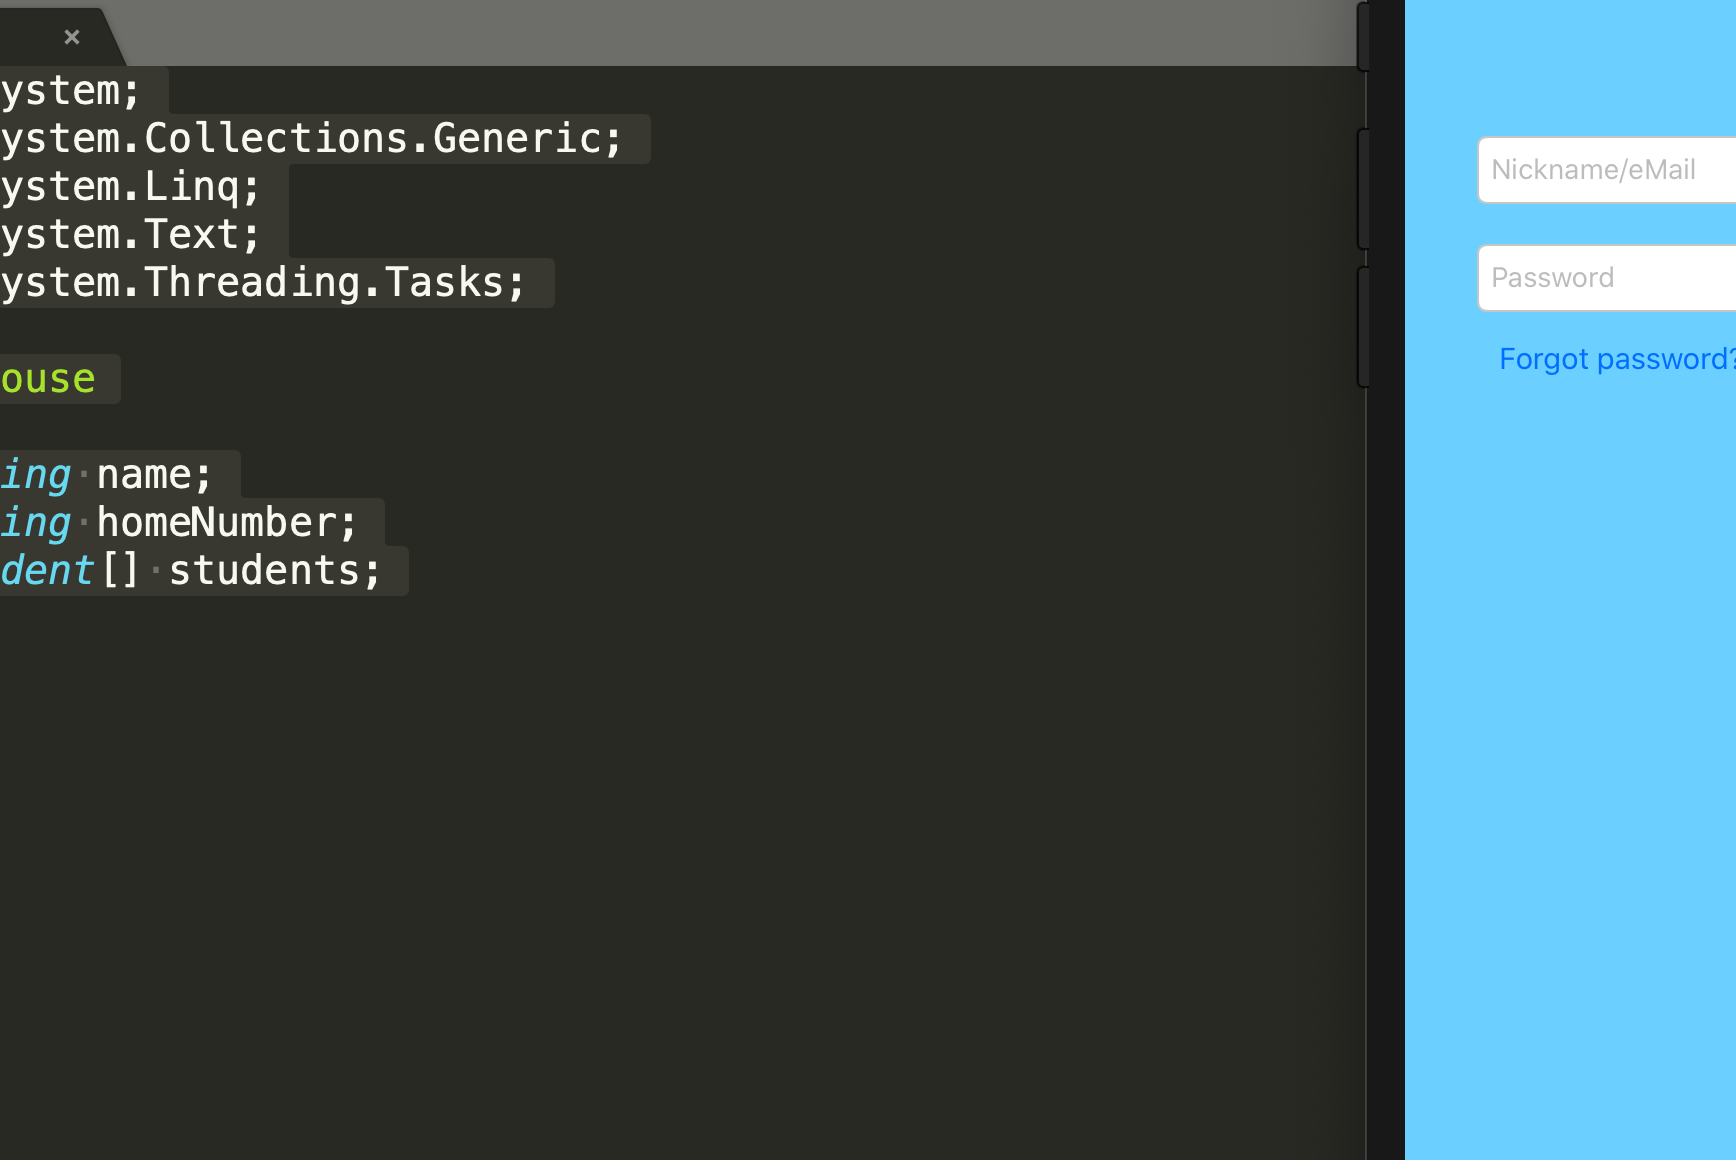 ystem;
ystem.Collections.Generic;
ystem.Linq;
ystem.Text;
ystem.Threading.Tasks;
ouse
ing name;
ing homeNumber;
dent[] students;
Nickname/eMail
Password
Forgot password?